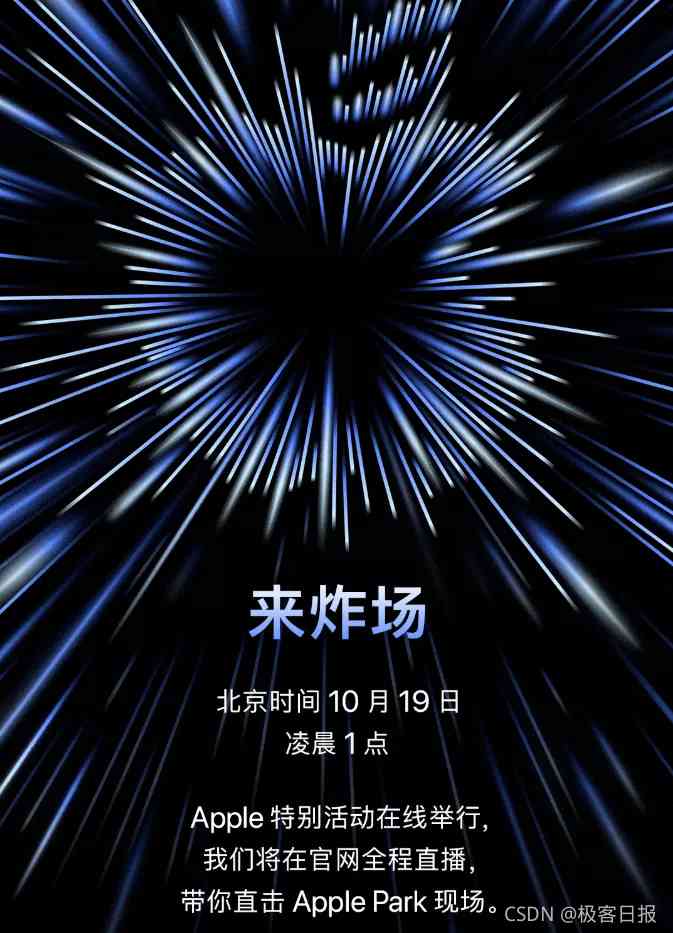 来炸场
北京时间 10 月 19 日
凌晨 1 点
Apple 特别活动在线举行，
我们将在官网全程直播，
带你直击 Apple Park 现场。
CSDN @极客日报